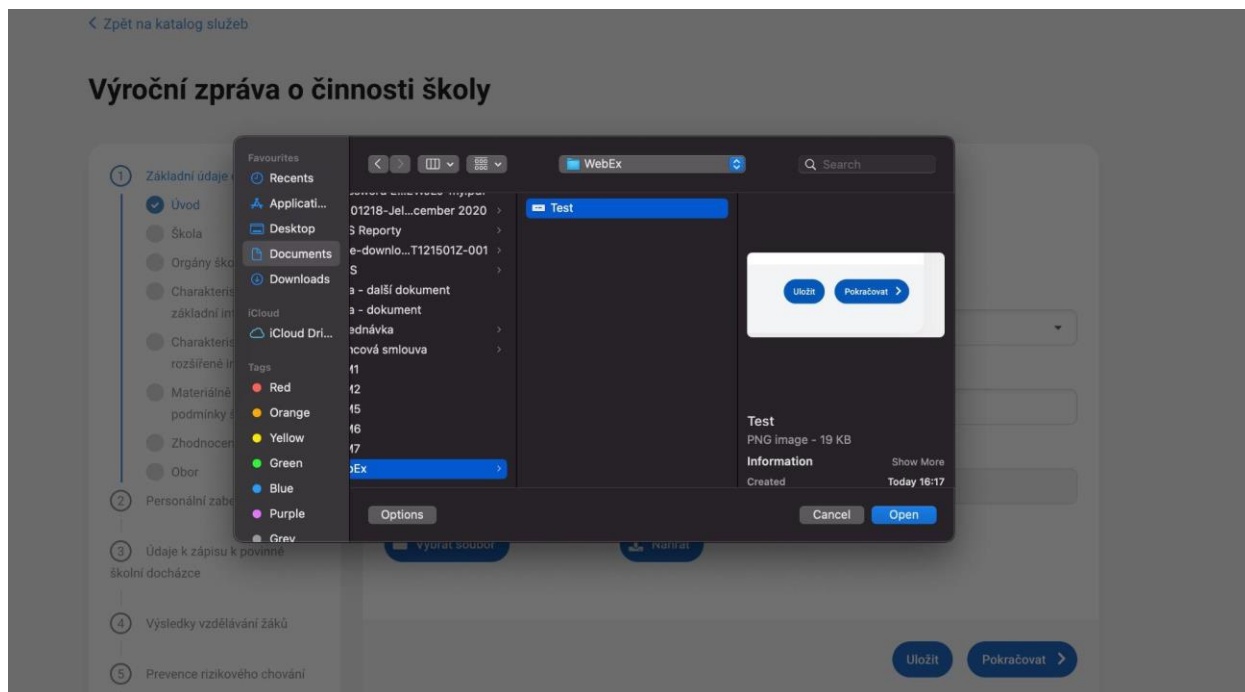 Zpět na katalog služeb
Výroční zpráva o činnosti školy
1 Základní údaje
Úvod
Škola
Orgány ško
Charakteris
základní in
Charakteris
rozšířené in
Materiálně
podmínky š
Zhodnocen
Obor
2 Personální zabe
3 Údaje k zápisu k povinné
školní docházce
4 Výsledky vzdělávání žáků
5 Prevence rizikového chování
Favourites
Recents
Applicati...
Desktop
Documents
Downloads
iCloud
iCloud Dri...
Tags
Red
Orange
Yellow
Green
Blue
Purple
Grey
WebEx
Search
01218-Jel...cember 2020
S Reporty
e-downlo...T121501Z-001
S
a - další dokument
a - dokument
ednávka
ncová smlouva
M1
M2
M5
M6
M7
bEx
Test
Uložit
Pokračovat
Test
PNG image - 19 KB
Information Show More
Created Today 16:17
Options
Cancel
Open
Vybrat soubor
Nahrát
Uložit
Pokračovat